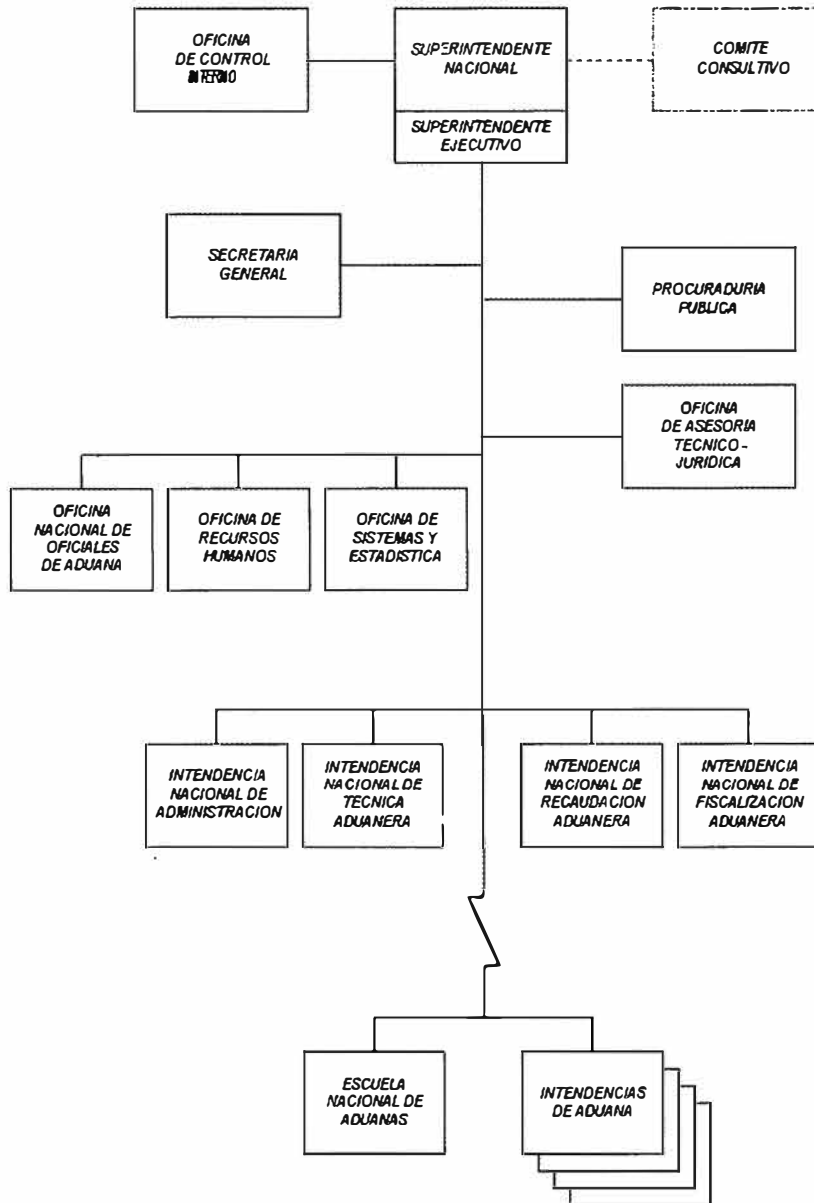 OFICINA
DE CONTROL
INTERNO
SUPERINTENDENTE
NACIONAL
COMITE
CONSULTIVO
SUPERINTENDENTE
EJECUTIVO
SECRETARIA
GENERAL
PROCURADURIA
PUBLICA
OFICINA
DE ASESORIA
TECNICO -
JURIDICA
OFICINA
NACIONAL DE
OFICIALES
DE ADUANA
OFICINA DE
RECURSOS
HUMANOS
OFICINA DE
SISTEMAS Y
ESTADISTICA
INTENDENCIA
NACIONAL DE
ADMINISTRACION
INTENDENCIA
NACIONAL DE
TECNICA
ADUANERA
INTENDENCIA
NACIONAL DE
RECAUDACION
ADUANERA
INTENDENCIA
NACIONAL DE
FISCALIZACION
ADUANERA
ESCUELA
NACIONAL DE
ADUANAS
INTENDENCIAS
DE ADUANA